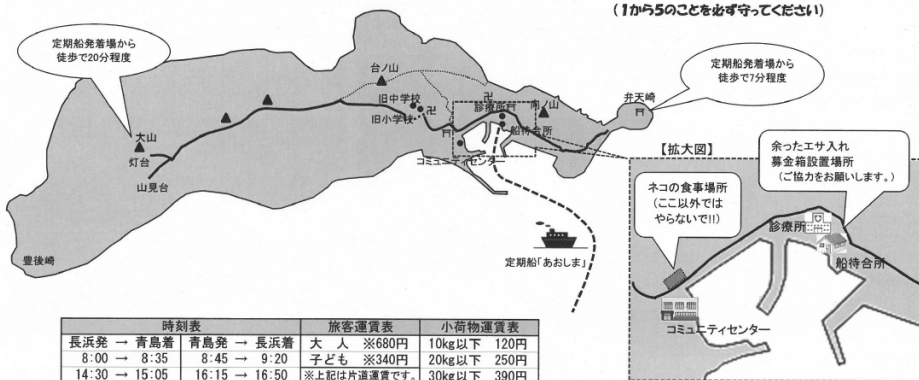 (1から5のことを必ず守ってください)
定期船発着場から
徒歩で20分程度
台ノ山
旧中学校
旧小学校
大山
灯台
山見台
豊後崎
診療所
向ノ山
船待合所
コミュニティセンター
弁天崎
定期船発着場から
徒歩で7分程度
定期船「あおしま」
【拡大図】
ネコの食事場所
(ここ以外では
やらないで!!)
余ったエサ入れ
募金箱設置場所
(ご協力をお願いします。)
診療所
船待合所
コミュニティセンター
時刻表 旅客運賃表 小荷物運賃表
長浜発 → 青島着 青島発 → 長浜着 大 人 ※680円 10kg以下 120円
8:00 → 8:35 8:45 → 9:20 子ども ※340円 20kg以下 250円
14:30 → 15:05 16:15 → 16:50 ※上記は片道運賃です。 30kg以下 390円